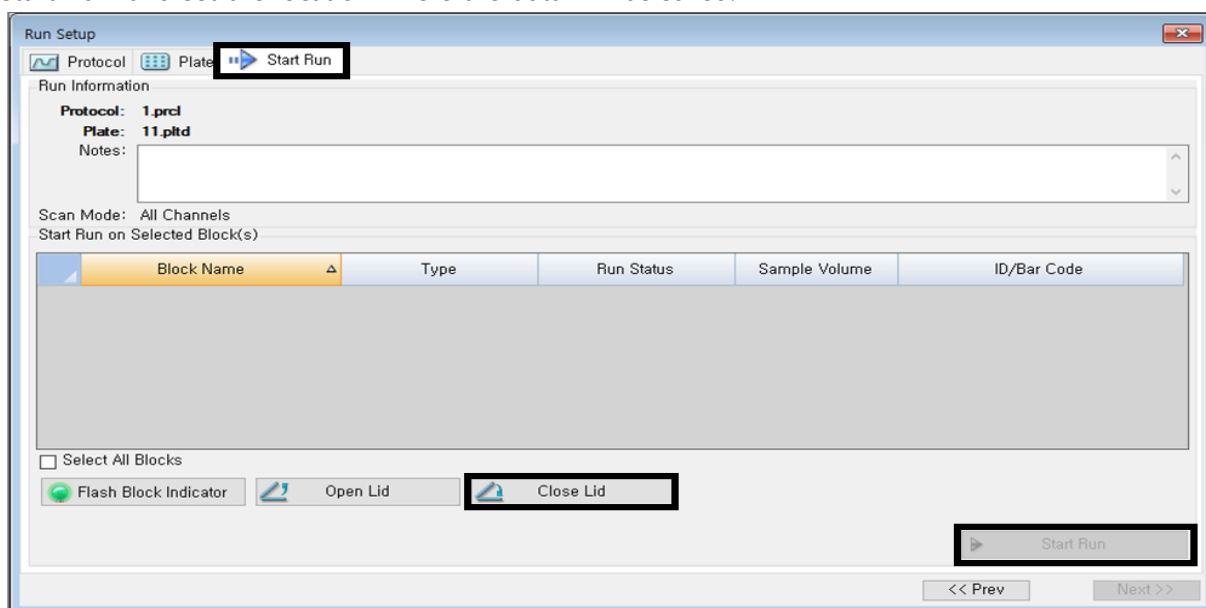 Run Setup
Protocol Plate Start Run
Run Information
Protocol: 1.prcl
Plate: 11.pltd
Notes:
Scan Mode: All Channels
Start Run on Selected Block(s)
Block Name Type Run Status Sample Volume ID/Bar Code
Select All Blocks
Flash Block Indicator Open Lid Close Lid
Start Run
<< Prev Next >>